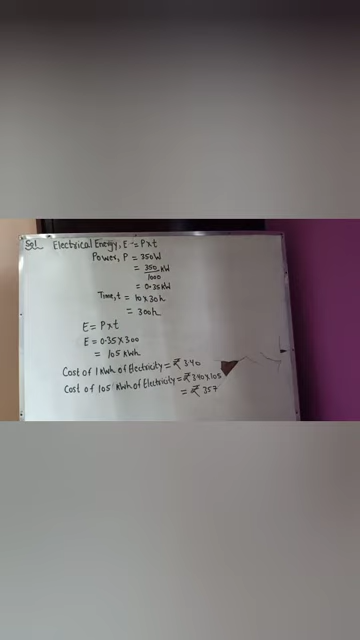 Sol Electrical Energy, E = P x t
Power, P = 350W
= 350/1000 KW
= 0.35 KW
Time, t = 10 x 30h
= 300h
E = P x t
E = 0.35 x 300
= 105 KWh
Cost of 1 KWh of Electricity = ₹ 3.40
Cost of 105 KWh of Electricity = ₹ 3.40 x 105
= ₹ 357